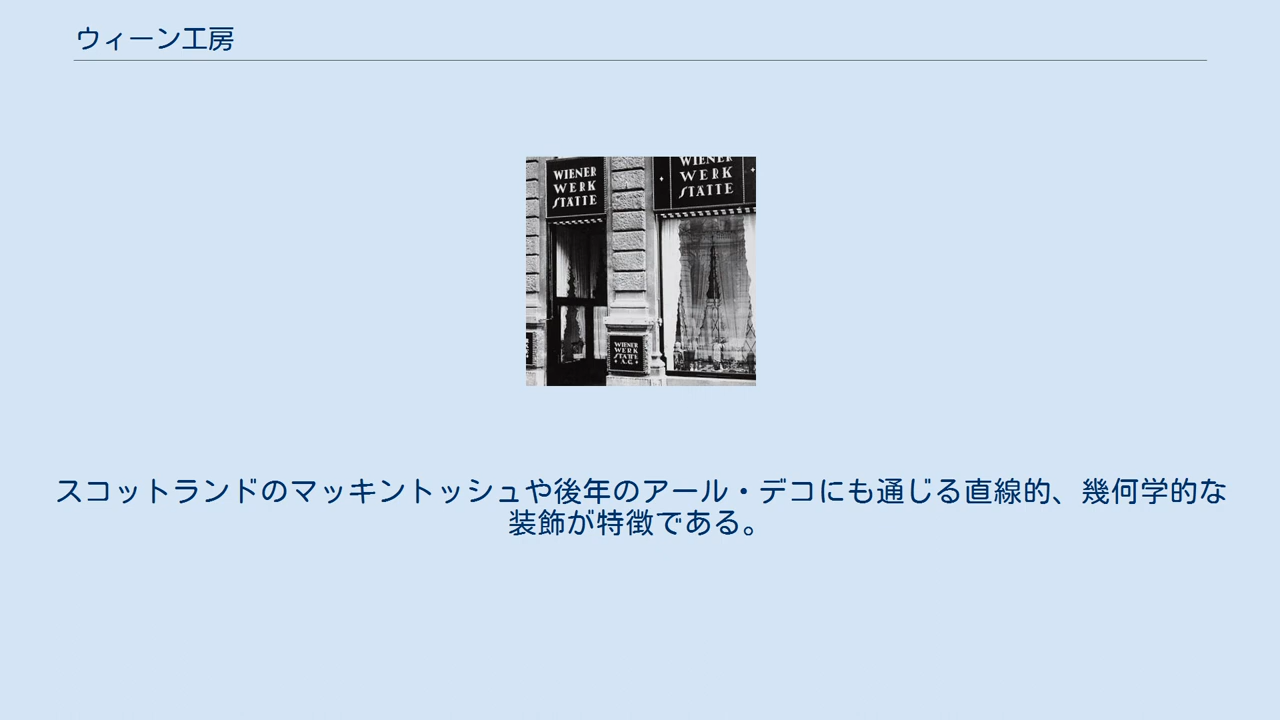 ウィーン工房
WIENER
WERK
STÄTTE
WIENER
WERK
STÄTTE
WIENER
WERK
STÄTTE
A.G.
スコットランドのマッキントッシュや後年のアール・デコにも通じる直線的、幾何学的な
装飾が特徴である。